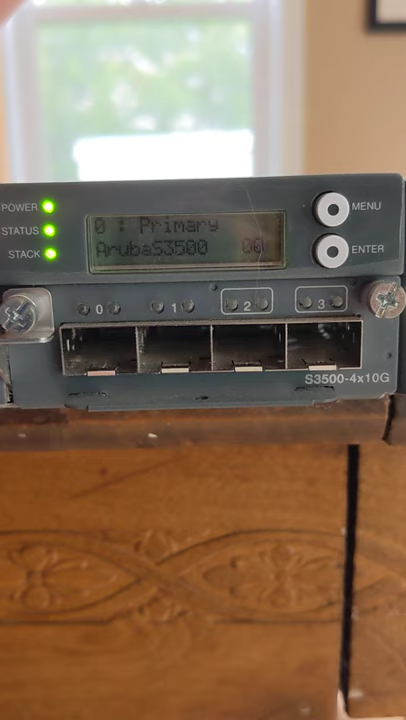 POWER
STATUS
STACK
0 : Primary
ArubaS3500 00
MENU
ENTER
0 1 2 3
S3500-4x10G